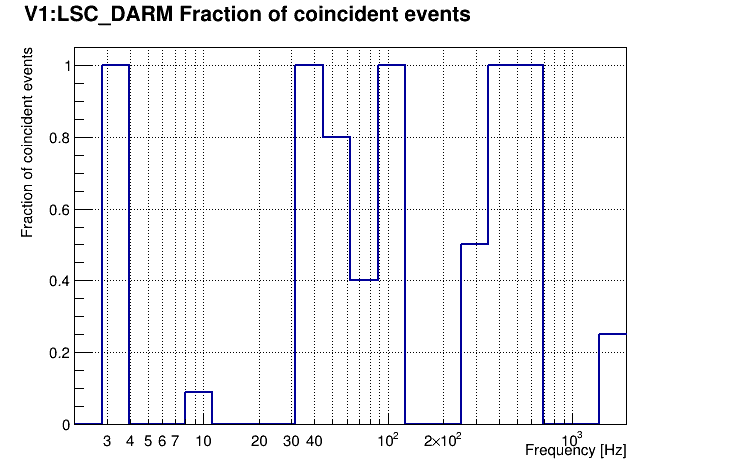 V1:LSC_DARM Fraction of coincident events
Fraction of coincident events
1
0.8
0.6
0.4
0.2
0
3 4 5 6 7 10 20 30 40 10² 2×10² 10³
Frequency [Hz]